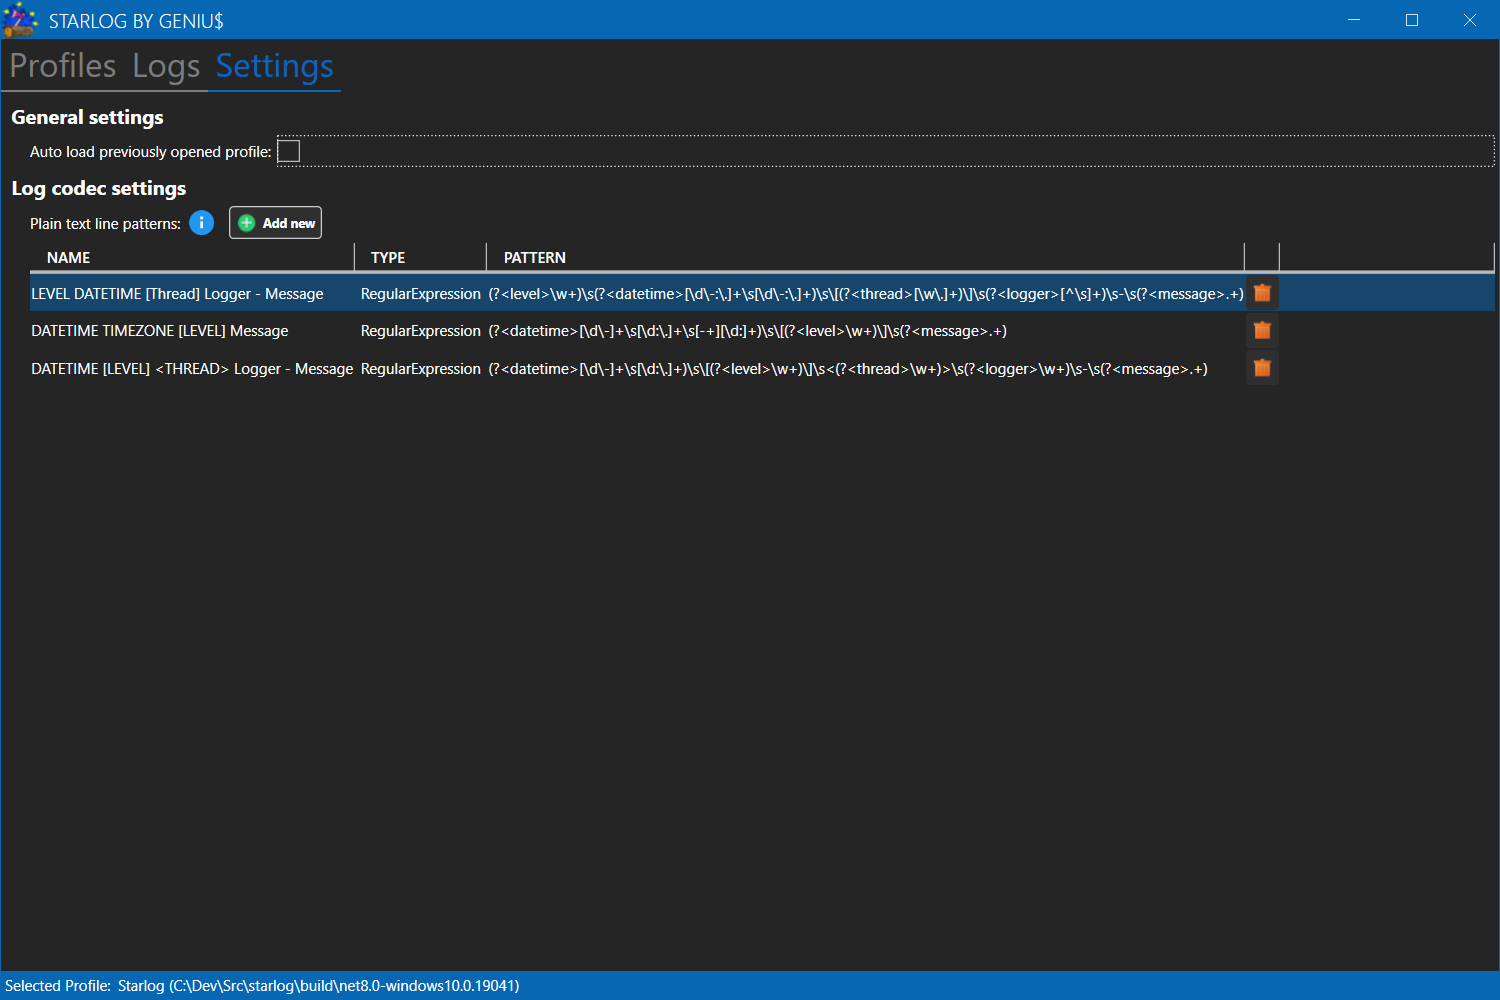 STARLOG BY GENIU$
Profiles Logs Settings
General settings
Auto load previously opened profile:
Log codec settings
Plain text line patterns: i Add new
NAME TYPE PATTERN
LEVEL DATETIME [Thread] Logger - Message RegularExpression (?<level>\w+)\s(?<datetime>[\d\-:\.]+\s[\d\-:\.]+)\s\[(?<thread>[\w\.]+)\]\s(?<logger>[^\s]+)\s-\s(?<message>.+)
DATETIME TIMEZONE [LEVEL] Message RegularExpression (?<datetime>[\d\-]+\s[\d:\.]+\s[-+][\d:]+)\s\[(?<level>\w+)\]\s(?<message>.+)
DATETIME [LEVEL] <THREAD> Logger - Message RegularExpression (?<datetime>[\d\-]+\s[\d:\.]+)\s\[(?<level>\w+)\]\s<(?<thread>\w+)>\s(?<logger>\w+)\s-\s(?<message>.+)
Selected Profile: Starlog (C:\Dev\Src\starlog\build\net8.0-windows10.0.19041)